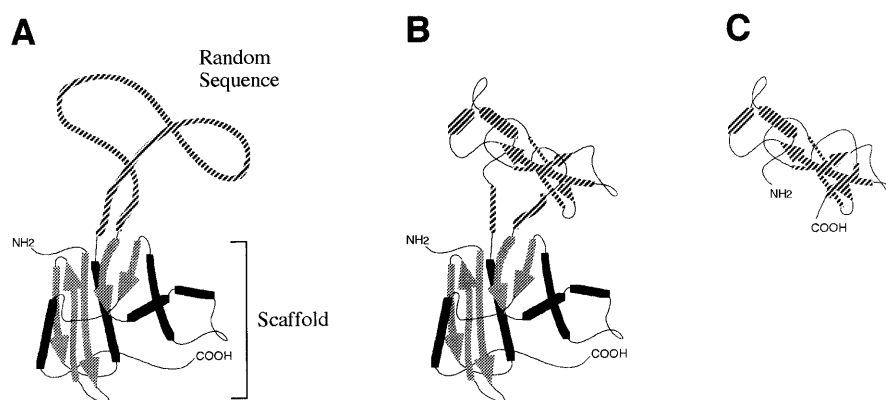 A
Random
Sequence
NH2
Scaffold
COOH
B
NH2
COOH
C
NH2
COOH